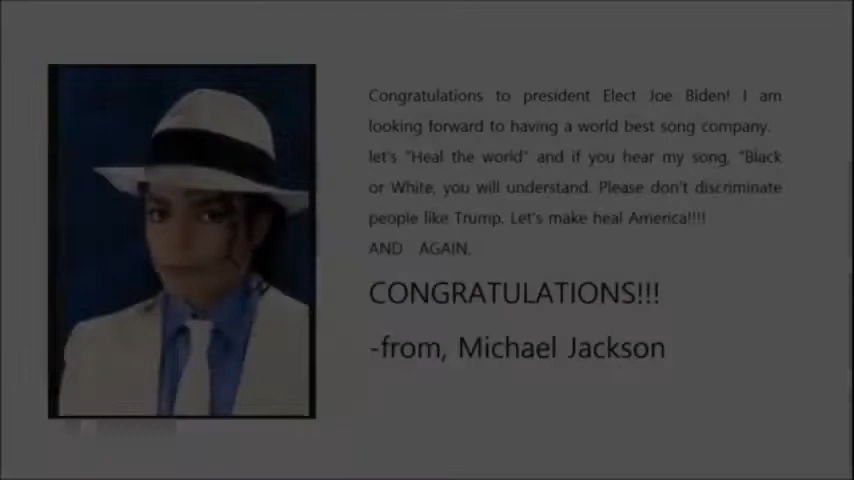 Congratulations to president Elect Joe Biden! I am
looking forward to having a world best song company.
let's "Heal the world" and if you hear my song, "Black
or White, you will understand. Please don't discriminate
people like Trump. Let's make heal America!!!!
AND AGAIN.
CONGRATULATIONS!!!
-from, Michael Jackson